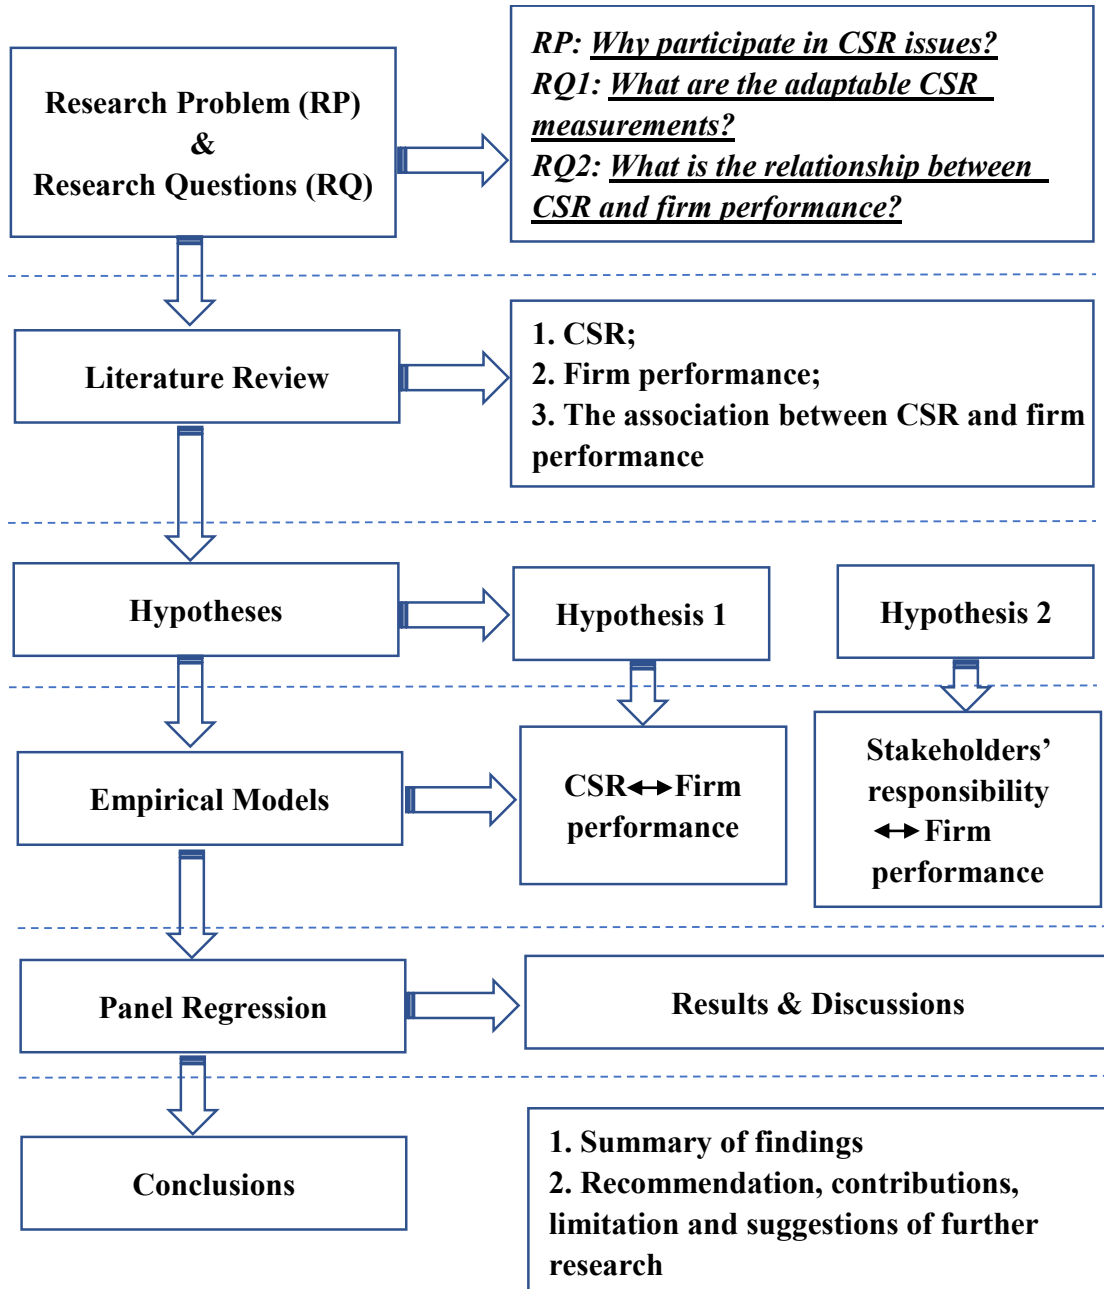 Research Problem (RP)
&
Research Questions (RQ)
RP: Why participate in CSR issues?
RQ1: What are the adaptable CSR
measurements?
RQ2: What is the relationship between
CSR and firm performance?
Literature Review
1. CSR;
2. Firm performance;
3. The association between CSR and firm
performance
Hypotheses
Hypothesis 1
Hypothesis 2
Empirical Models
CSR↔Firm
performance
Stakeholders’
responsibility
↔Firm
performance
Panel Regression
Results & Discussions
Conclusions
1. Summary of findings
2. Recommendation, contributions,
limitation and suggestions of further
research